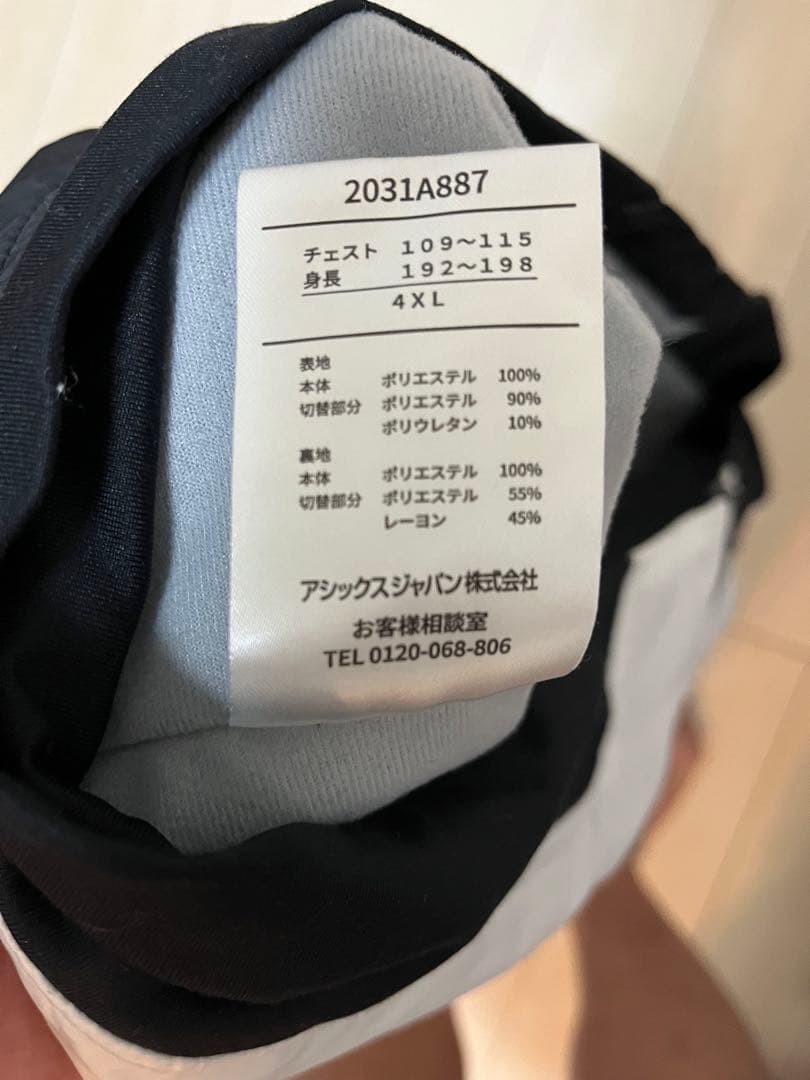 2031A887
チェスト 109～115
身長 192～198
4XL
表地
本体 ポリエステル 100%
切替部分 ポリエステル 90%
ポリウレタン 10%
裏地
本体 ポリエステル 100%
切替部分 ポリエステル 55%
レーヨン 45%
アシックスジャパン株式会社
お客様相談室
TEL 0120-068-806